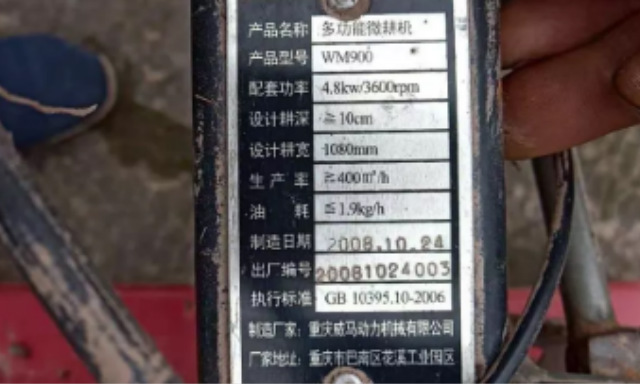 产品名称 多功能微耕机
产品型号 WM900
配套功率 4.8kw/3600rpm
设计耕深 ≥10cm
设计耕宽 1080mm
生产率 ≥400m²/h
油耗 ≤1.9kg/h
制造日期 2008.10.24
出厂编号 20081024003
执行标准 GB 10395.10-2006
制造厂家：重庆威马动力机械有限公司
厂家地址：重庆市巴南区花溪工业园区